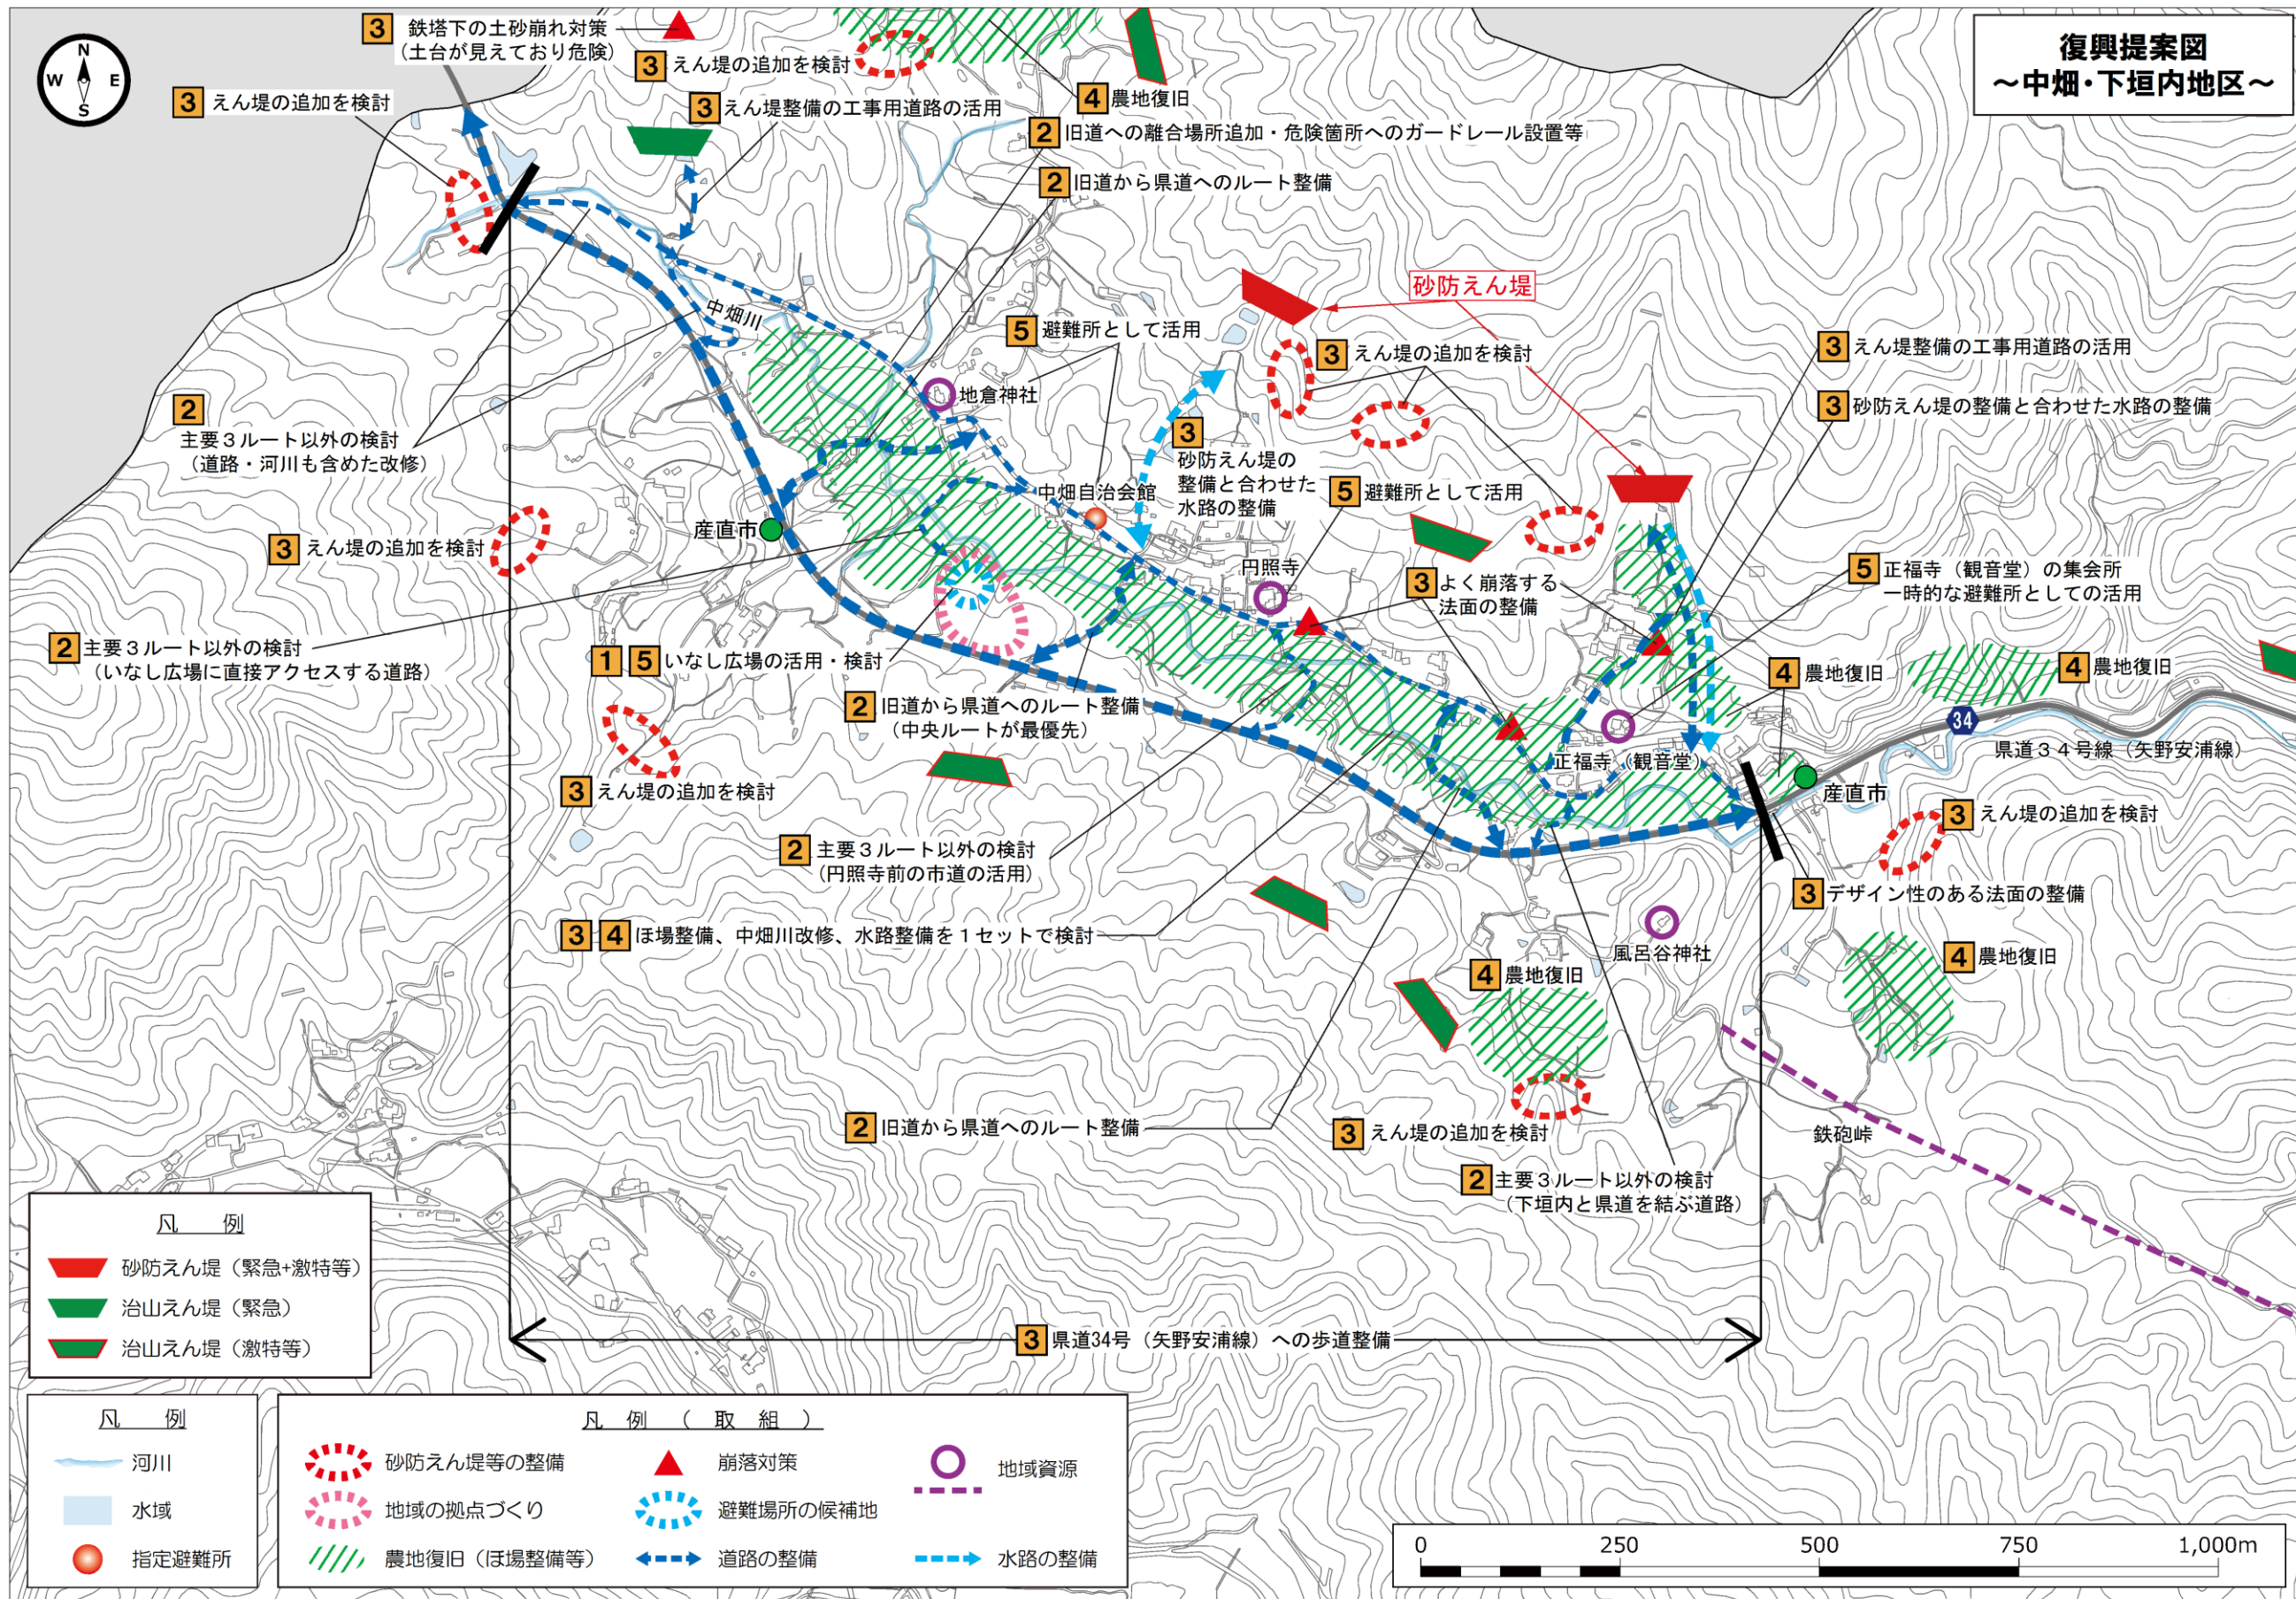 復興提案図
～中畑・下垣内地区～
N
W E
S
3 鉄塔下の土砂崩れ対策
（土台が見えており危険）
3 えん堤の追加を検討
3 えん堤の追加を検討
3 えん堤整備の工事用道路の活用
4 農地復旧
2 旧道への離合場所追加・危険箇所へのガードレール設置等
2 旧道から県道へのルート整備
中畑川
5 避難所として活用
砂防えん堤
3 えん堤の追加を検討
3 えん堤整備の工事用道路の活用
3 砂防えん堤の整備と合わせた水路の整備
地倉神社
2
主要３ルート以外の検討
（道路・河川も含めた改修）
3
砂防えん堤の
整備と合わせた
水路の整備
中畑自治会館
5 避難所として活用
産直市
3 えん堤の追加を検討
円照寺
3 よく崩落する
法面の整備
5 正福寺（観音堂）の集会所
一時的な避難所としての活用
2 主要３ルート以外の検討
（いなし広場に直接アクセスする道路）
1 5 いなし広場の活用・検討
4 農地復旧
4 農地復旧
2 旧道から県道へのルート整備
（中央ルートが最優先）
34
県道３４号線（矢野安浦線）
正福寺（観音堂）
産直市
3 えん堤の追加を検討
3 えん堤の追加を検討
2 主要３ルート以外の検討
（円照寺前の市道の活用）
3 デザイン性のある法面の整備
3 4 ほ場整備、中畑川改修、水路整備を１セットで検討
風呂谷神社
4 農地復旧
4 農地復旧
2 旧道から県道へのルート整備
3 えん堤の追加を検討
鉄砲峠
2 主要３ルート以外の検討
（下垣内と県道を結ぶ道路）
凡　例
砂防えん堤（緊急+激特等）
治山えん堤（緊急）
治山えん堤（激特等）
3 県道34号（矢野安浦線）への歩道整備
凡　例
河川
水域
指定避難所
凡　例　（　取　組　）
砂防えん堤等の整備
崩落対策
地域資源
地域の拠点づくり
避難場所の候補地
農地復旧（ほ場整備等）
道路の整備
水路の整備
0 250 500 750 1,000m